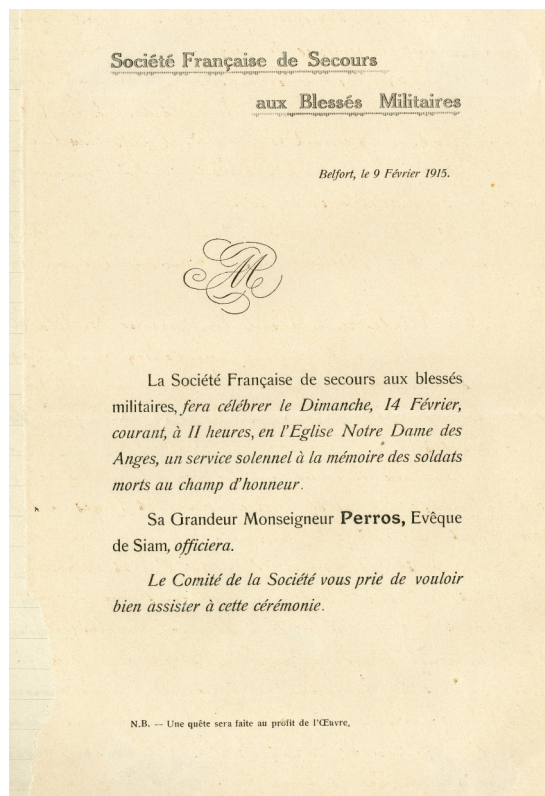 Société Française de Secours
aux Blessés Militaires
Belfort, le 9 Février 1915.
M
La Société Française de secours aux blessés
militaires, fera célébrer le Dimanche, 14 Février,
courant, à 11 heures, en l'Eglise Notre Dame des
Anges, un service solennel à la mémoire des soldats
morts au champ d'honneur.
Sa Grandeur Monseigneur Perros, Evêque
de Siam, officiera.
Le Comité de la Société vous prie de vouloir
bien assister à cette cérémonie.
N.B. -- Une quête sera faite au profit de l'Œuvre,